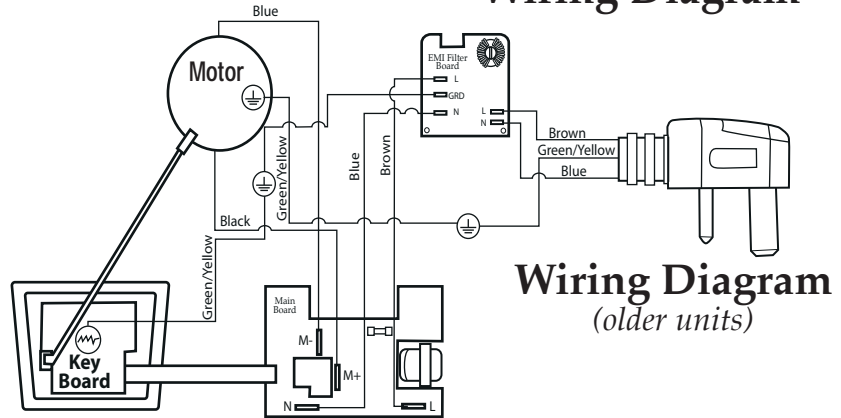 Wiring Diagram
Blue
Motor
EMI Filter
Board
L
GRD
N
L
N
Brown
Green/Yellow
Blue
Green/Yellow
Blue
Brown
Black
Green/Yellow
Wiring Diagram
(older units)
Main
Board
M-
M+
N
L
Key
Board